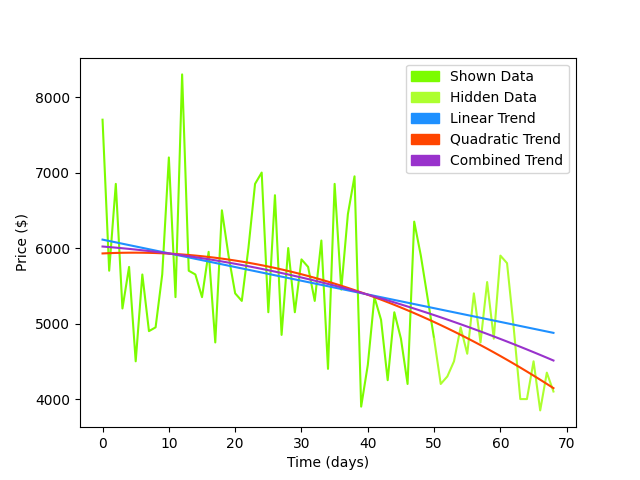 Shown Data
Hidden Data
Linear Trend
Quadratic Trend
Combined Trend
8000
7000
6000
5000
4000
Price ($)
0 10 20 30 40 50 60 70
Time (days)